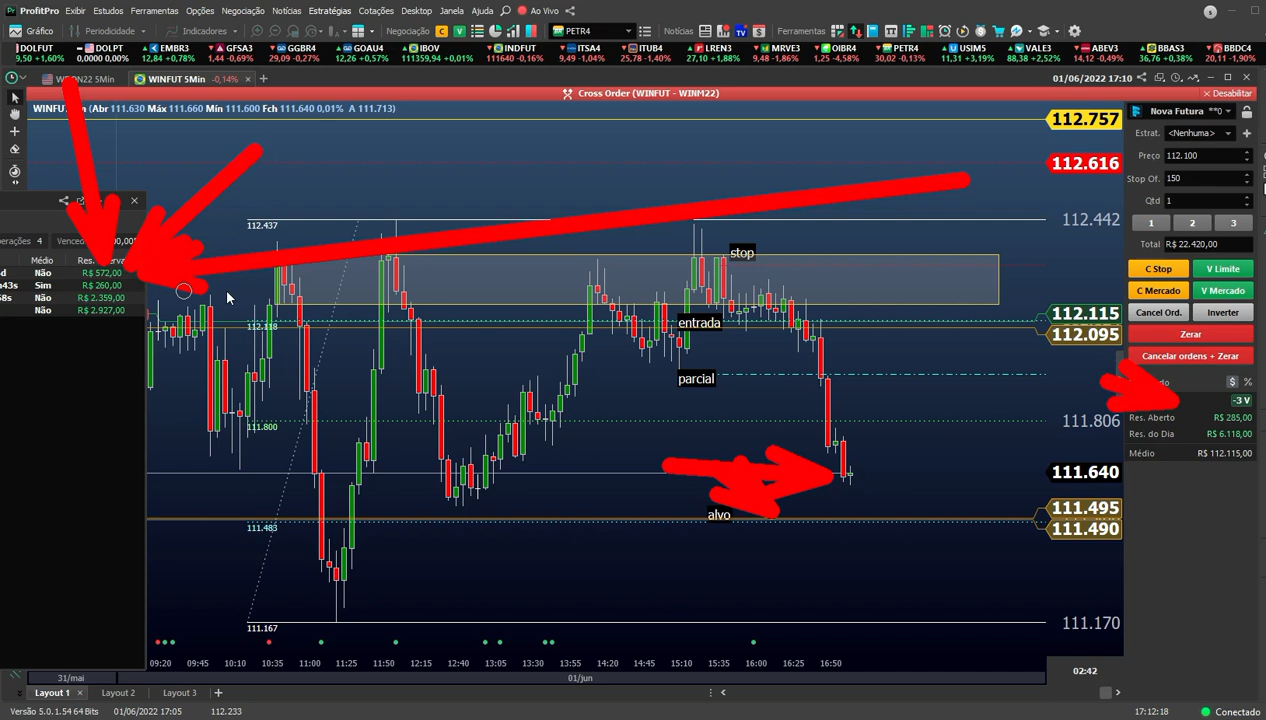 ProfitPro Exibir Estudos Ferramentas Opções Negociação Notícias Estratégias Cotações Desktop Janela Ajuda Ao Vivo
Gráfico Periodicidade Indicadores Negociação C V PETR4 Notícias Ferramentas
DOLFUT DOLPT EMBR3 GFSA3 GGBR4 GOAU4 IBOV INDFUT ITSA4 ITUB4 LREN3 MRVE3 OIBR4 PETR4 USIM5 VALE3 ABEV3 BBAS3 BBDC4
9,50 +1,60% 0,0000 0,00% 12,84 +0,78% 1,44 -0,69% 29,09 -0,27% 12,26 +0,57% 111359,94 +0,01% 9,49 -1,04% 25,78 -1,40% 27,10 +1,88% 9,98 -1,25 -4,58% 30,02 -0,13% 11,21 +3,51% 88,38 +2,52% 14,12 -0,49% 36,76 +0,38% 20,11 -1,90%
N22 5Min WINFUT 5Min -0,14% 01/06/2022 17:10
Cross Order (WINFUT - WINM22) Desabilitar
WINFUT (Abr 111.630 Máx 111.660 Mín 111.600 Fch 111.640 0,01% A 111.713)
112.757
112.616
112.442
112.437
stop
112.115
112.095
112.118
entrada
parcial
111.806
111.800
111.640
111.495
111.490
111.483
alvo
111.170
111.167
erações 4 Venced
Médio Res.
d Não R$ 572,00
43s Sim R$ 260,00
58s Não R$ 2.359,00
Não R$ 2.927,00
Nova Futura **0
Estrat. <Nenhuma>
Preço 112.100
Stop Of. 150
Qtd 1
1 2 3
Total R$ 22.420,00
C Stop V Limite
C Mercado V Mercado
Cancel Ord. Inverter
Zerar
Cancelar ordens + Zerar
$ %
-3 V
Res. Aberto R$ 285,00
Res. do Dia R$ 6.118,00
Médio R$ 112.115,00
09:20 09:45 10:10 10:35 11:00 11:25 11:50 12:15 12:40 13:05 13:30 13:55 14:20 14:45 15:10 15:35 16:00 16:25 16:50 02:42
31/mai 01/jun
Layout 1 Layout 2 Layout 3
Versão 5.0.1.54 64 Bits 01/06/2022 17:05 112.233 17:12:18 Conectado